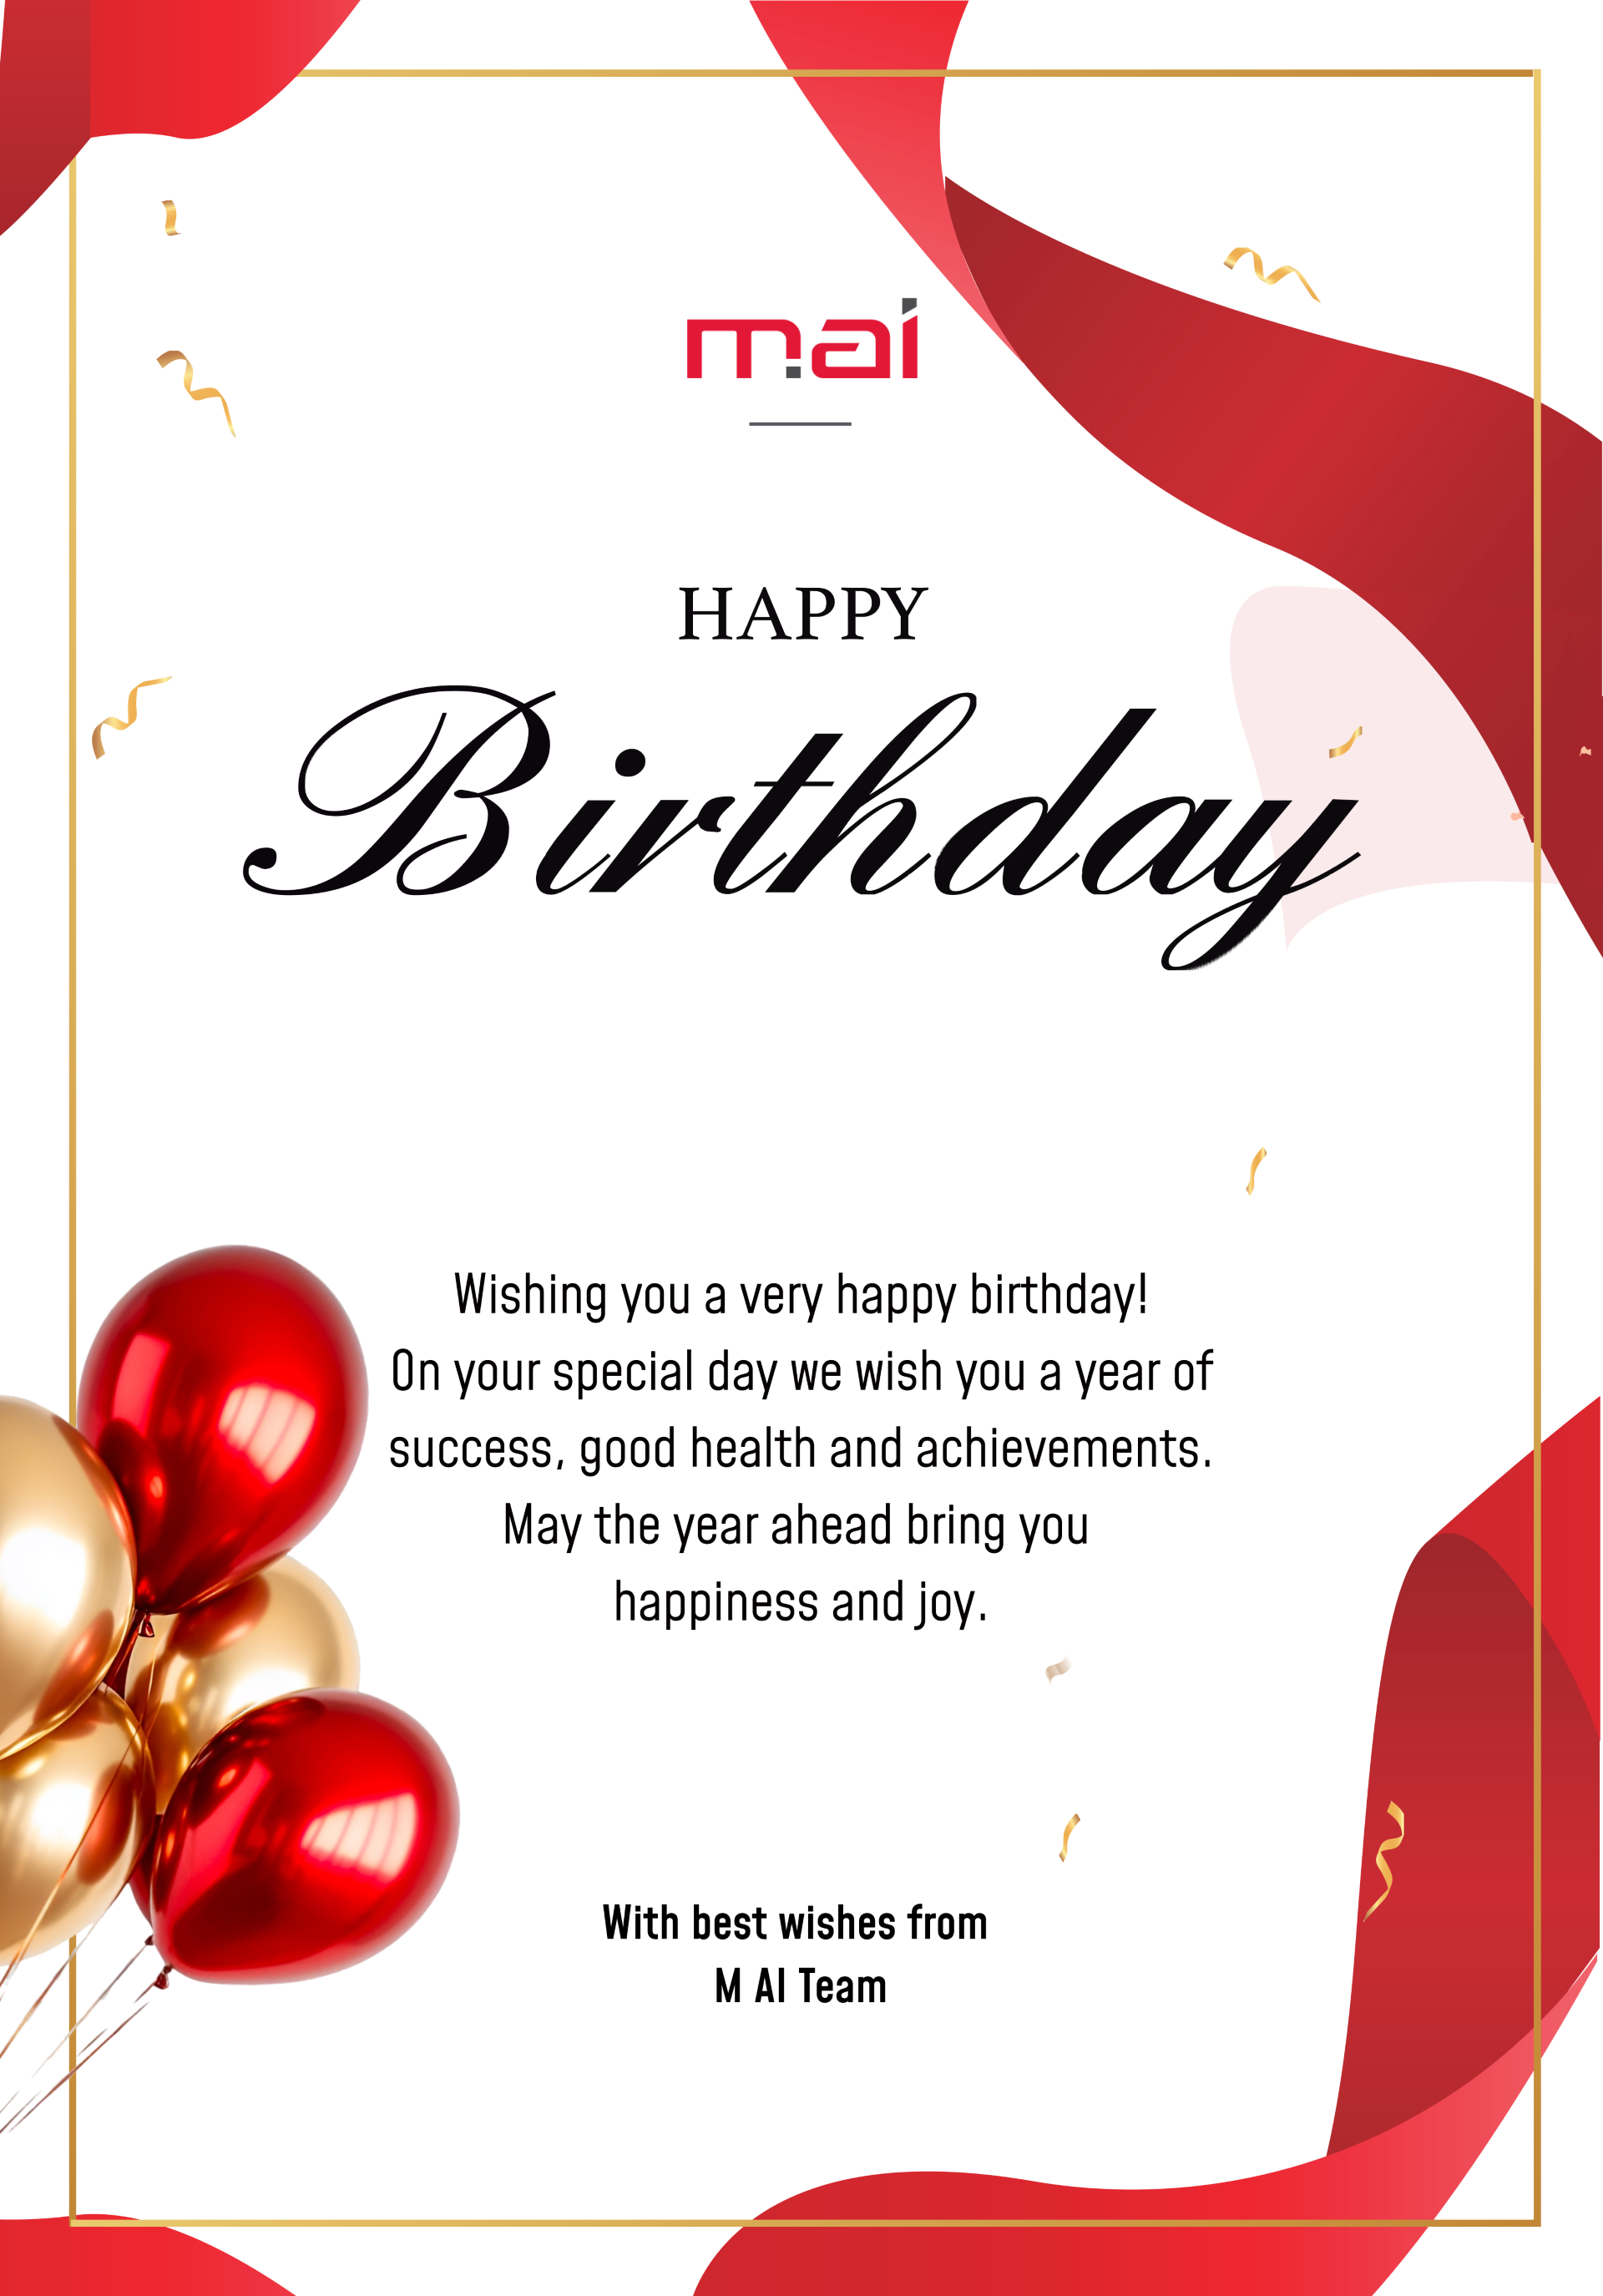 mai
HAPPY
Birthday
Wishing you a very happy birthday!
On your special day we wish you a year of
success, good health and achievements.
May the year ahead bring you
happiness and joy.
With best wishes from
M AI Team